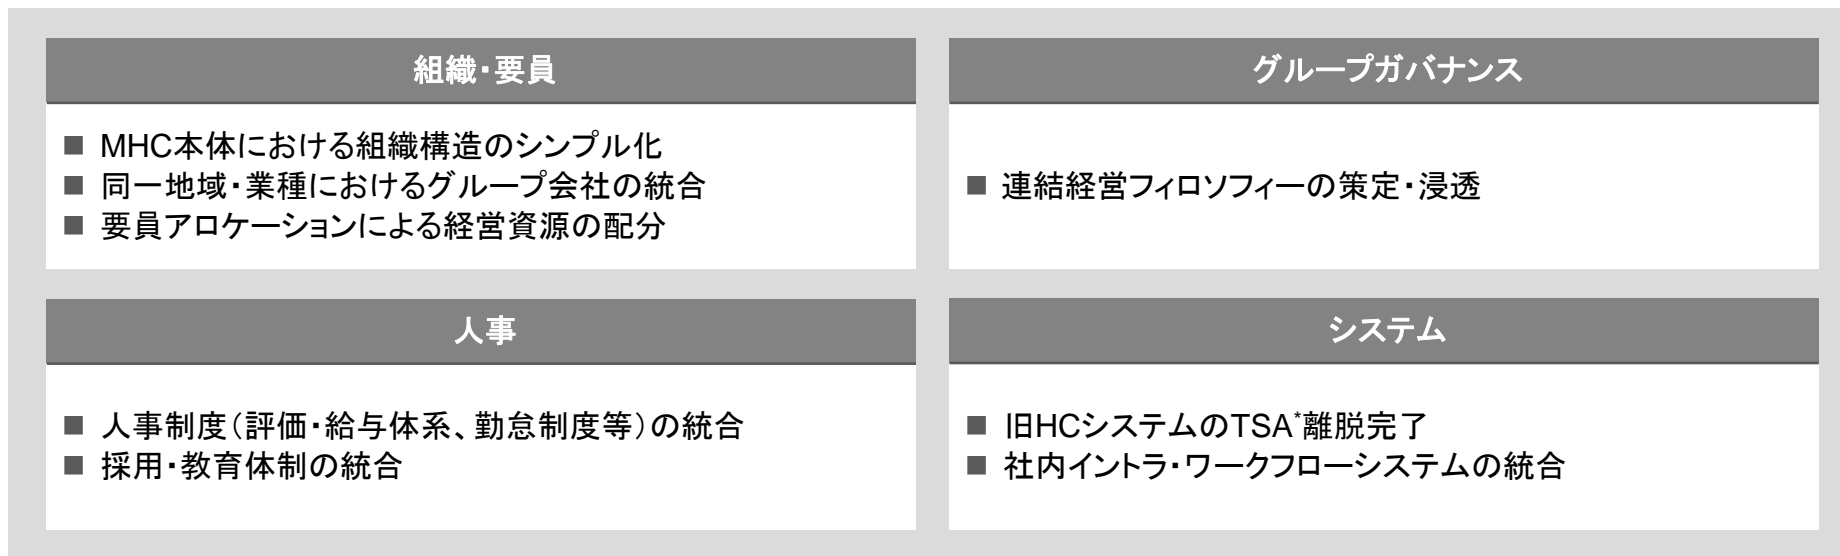 組織・要員
■ MHC本体における組織構造のシンプル化
■ 同一地域・業種におけるグループ会社の統合
■ 要員アロケーションによる経営資源の配分
グループガバナンス
■ 連結経営フィロソフィーの策定・浸透
人事
■ 人事制度（評価・給与体系、勤怠制度等）の統合
■ 採用・教育体制の統合
システム
■ 旧HCシステムのTSA*離脱完了
■ 社内イントラ・ワークフローシステムの統合